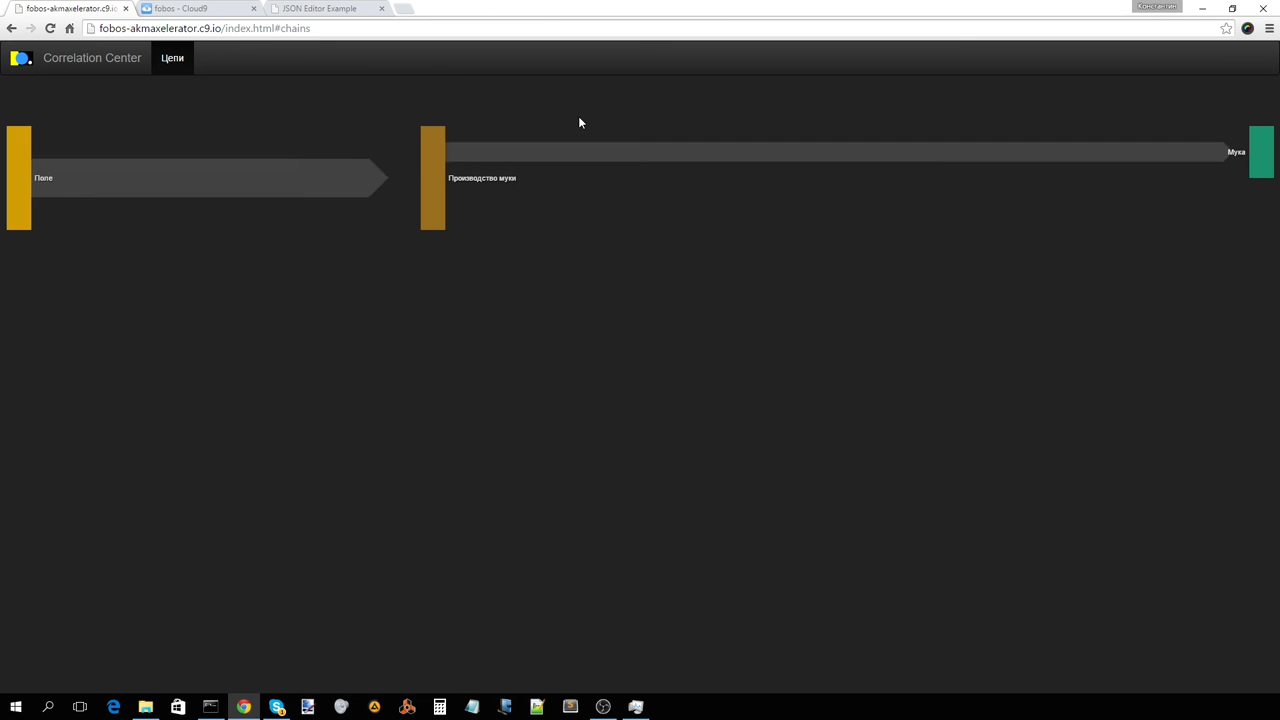 Константин
fobos-akmaxelerator.c9.io
fobos - Cloud9
JSON Editor Example
fobos-akmaxelerator.c9.io/index.html#chains
Correlation Center
Цепи
Мука
Поле
Производство муки